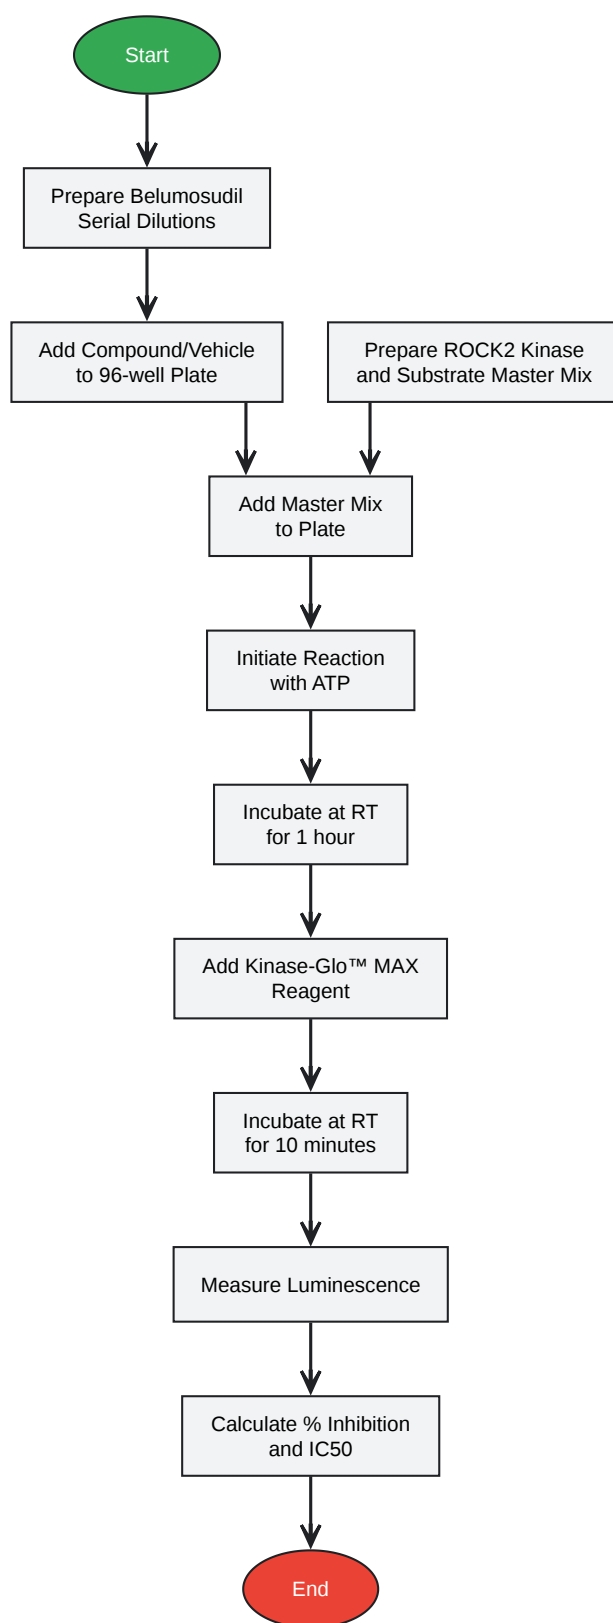 Start
Prepare Belumosudil
Serial Dilutions
Add Compound/Vehicle
to 96-well Plate
Prepare ROCK2 Kinase
and Substrate Master Mix
Add Master Mix
to Plate
Initiate Reaction
with ATP
Incubate at RT
for 1 hour
Add Kinase-Glo™ MAX
Reagent
Incubate at RT
for 10 minutes
Measure Luminescence
Calculate % Inhibition
and IC50
End